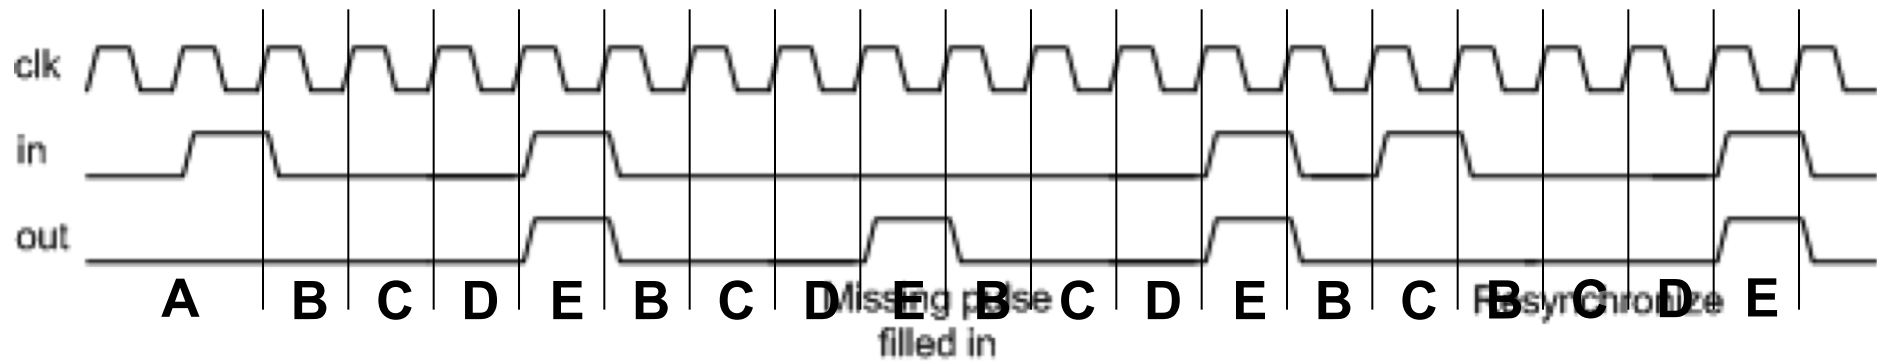 clk
in
out
A B C D E B C D E B C D E B C B C D E
Missing pulse Resynchronize
filled in